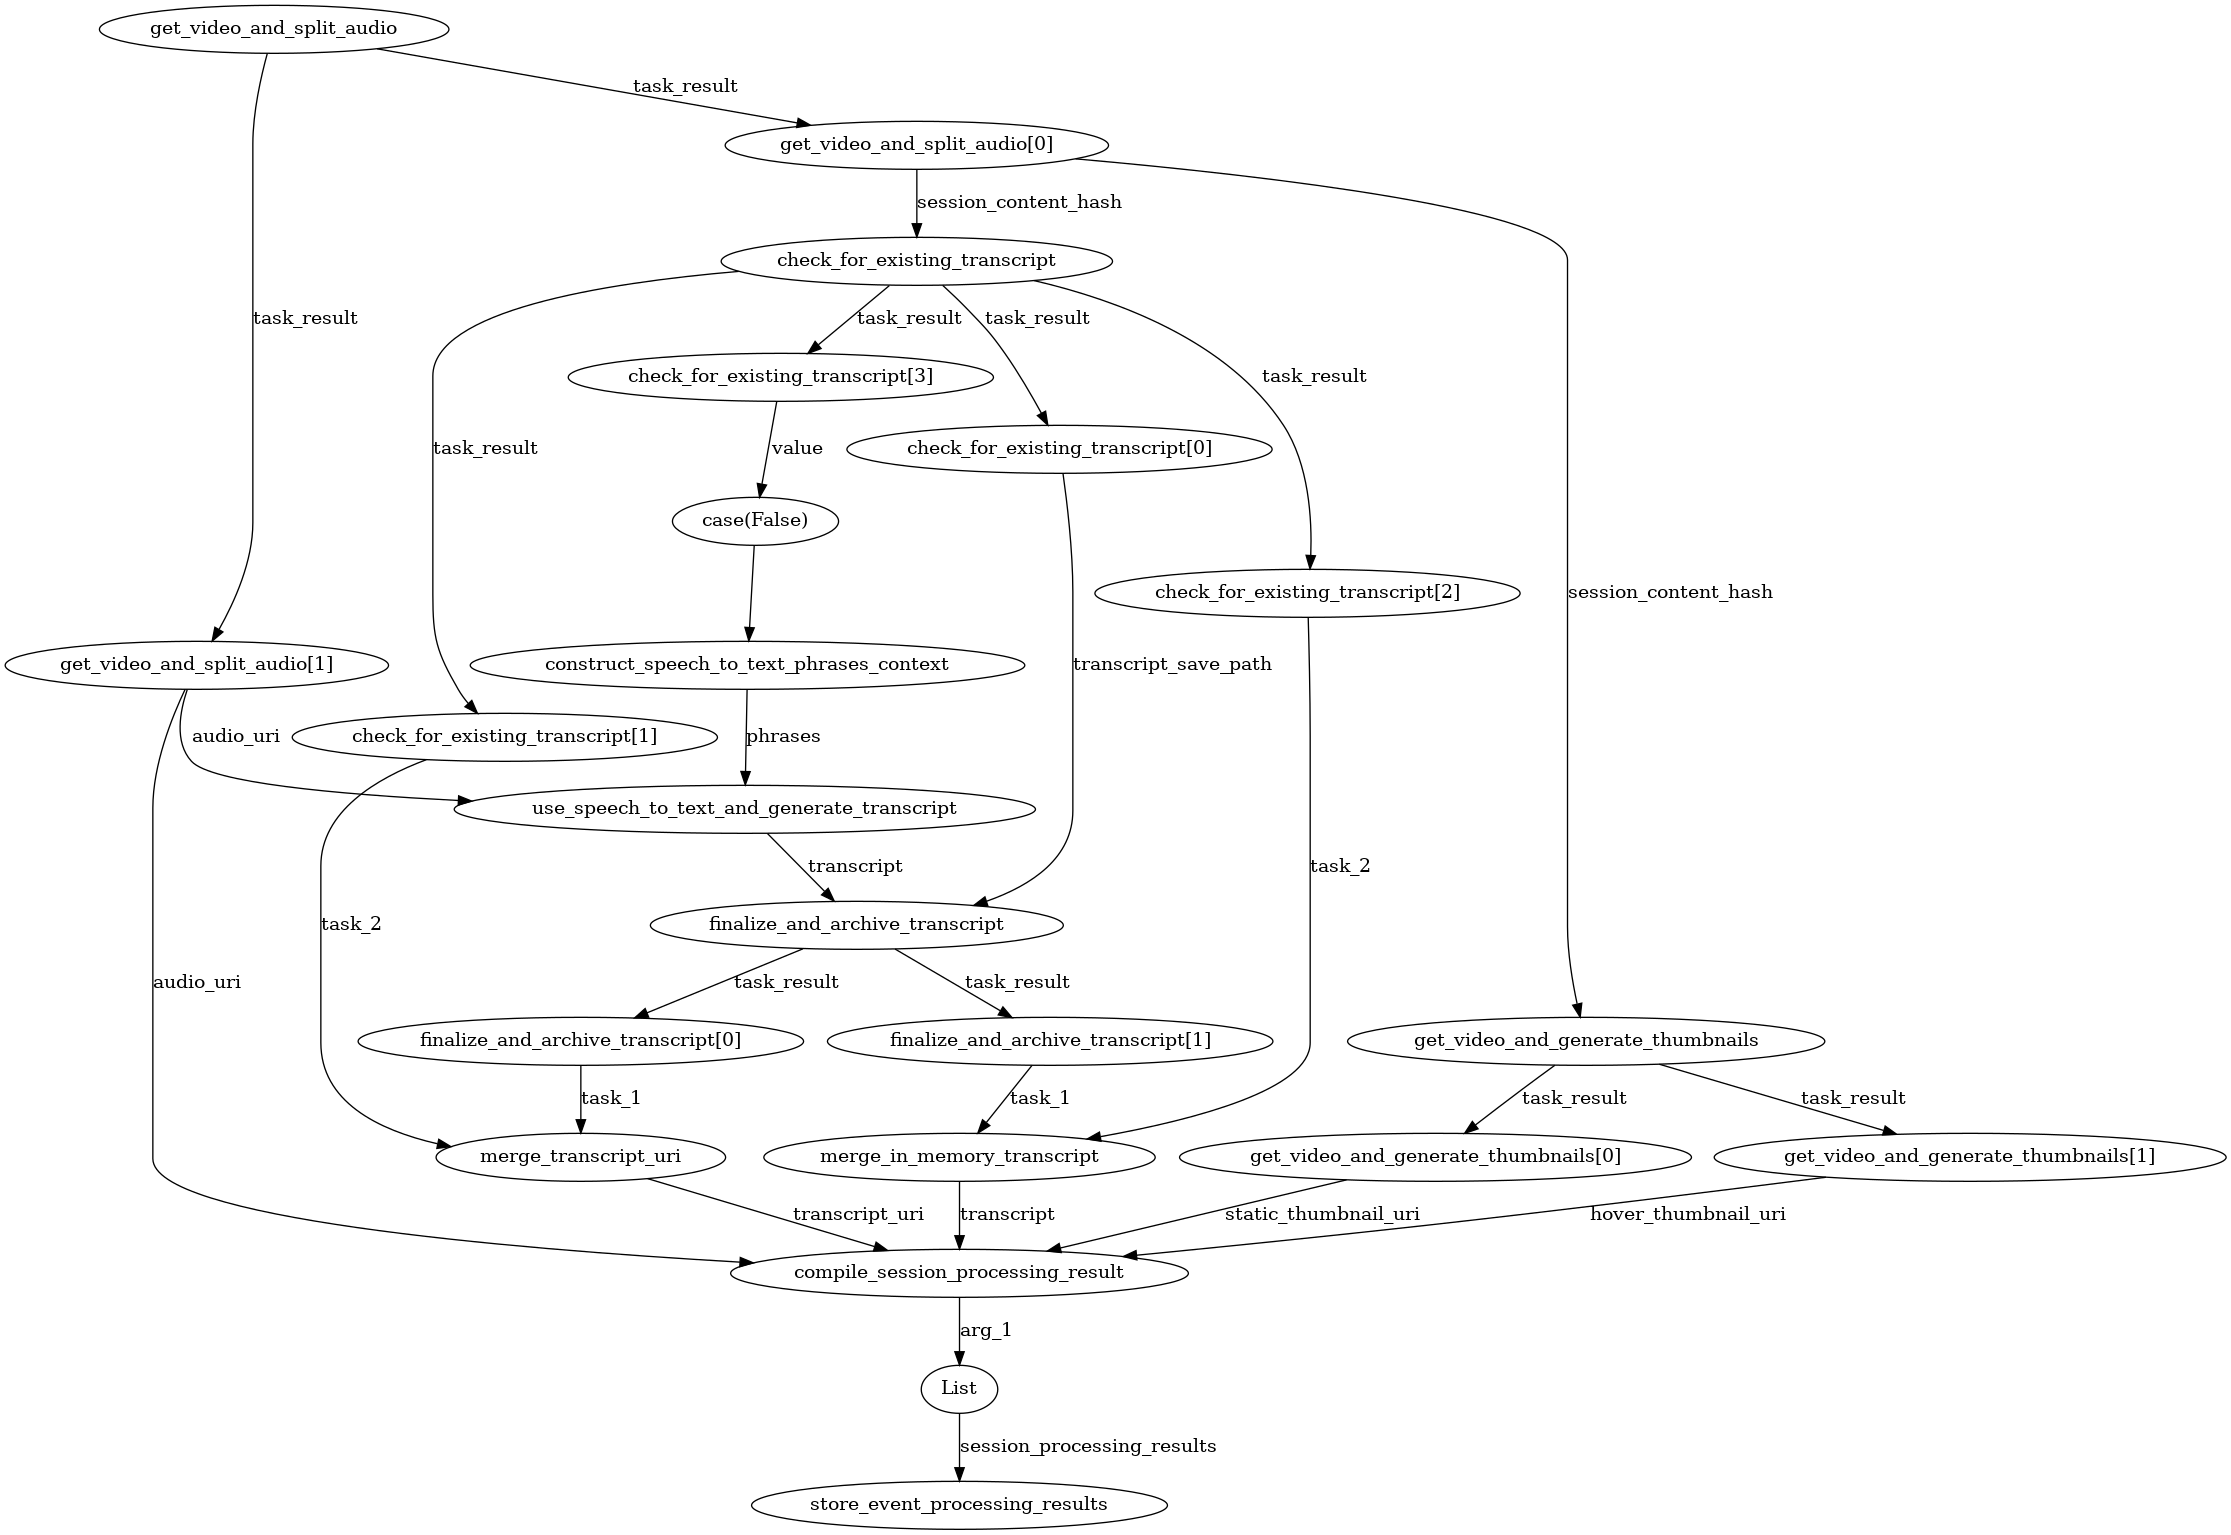 get_video_and_split_audio
task_result
get_video_and_split_audio[0]
session_content_hash
check_for_existing_transcript
task_result
task_result
task_result
check_for_existing_transcript[3]
task_result
task_result
value
check_for_existing_transcript[0]
case(False)
check_for_existing_transcript[2]
session_content_hash
get_video_and_split_audio[1]
construct_speech_to_text_phrases_context
transcript_save_path
audio_uri
check_for_existing_transcript[1]
phrases
use_speech_to_text_and_generate_transcript
transcript
task_2
task_2
finalize_and_archive_transcript
audio_uri
task_result
task_result
finalize_and_archive_transcript[0]
finalize_and_archive_transcript[1]
get_video_and_generate_thumbnails
task_1
task_1
task_result
task_result
merge_transcript_uri
merge_in_memory_transcript
get_video_and_generate_thumbnails[0]
get_video_and_generate_thumbnails[1]
transcript_uri
transcript
static_thumbnail_uri
hover_thumbnail_uri
compile_session_processing_result
arg_1
List
session_processing_results
store_event_processing_results